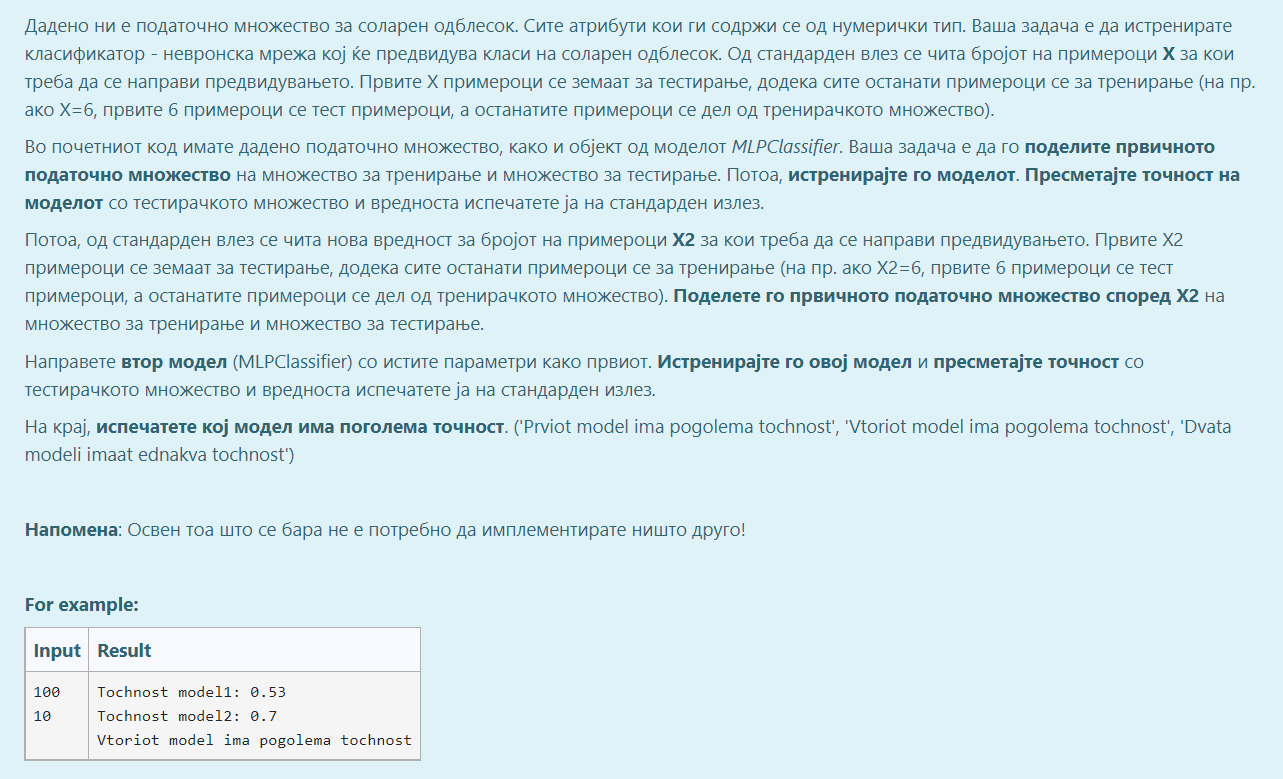 Дадено ни е податочно множество за соларен одблесок. Сите атрибути кои ги содржи се од нумерички тип. Ваша задача е да истренирате
класификатор - невронска мрежа кој ќе предвидува класи на соларен одблесок. Од стандарден влез се чита бројот на примероци X за кои
треба да се направи предвидувањето. Првите X примероци се земаат за тестирање, додека сите останати примероци се за тренирање (на пр.
ако X=6, првите 6 примероци се тест примероци, а останатите примероци се дел од тренирачкото множество).
Во почетниот код имате дадено податочно множество, како и објект од моделот MLPClassifier. Ваша задача е да го поделите првичното
податочно множество на множество за тренирање и множество за тестирање. Потоа, истренирајте го моделот. Пресметајте точност на
моделот со тестирачкото множество и вредноста испечатете ја на стандарден излез.
Потоа, од стандарден влез се чита нова вредност за бројот на примероци X2 за кои треба да се направи предвидувањето. Првите X2
примероци се земаат за тестирање, додека сите останати примероци се за тренирање (на пр. ако X2=6, првите 6 примероци се тест
примероци, а останатите примероци се дел од тренирачкото множество). Поделете го првичното податочно множество според X2 на
множество за тренирање и множество за тестирање.
Направете втор модел (MLPClassifier) со истите параметри како првиот. Истренирајте го овој модел и пресметајте точност со
тестирачкото множество и вредноста испечатете ја на стандарден излез.
На крај, испечатете кој модел има поголема точност. ('Prviot model ima pogolema tochnost', 'Vtoriot model ima pogolema tochnost', 'Dvata
modeli imaat ednakva tochnost')
Напомена: Освен тоа што се бара не е потребно да имплементирате ништо друго!
For example:
Input Result
100 Tochnost model1: 0.53
10 Tochnost model2: 0.7
Vtoriot model ima pogolema tochnost